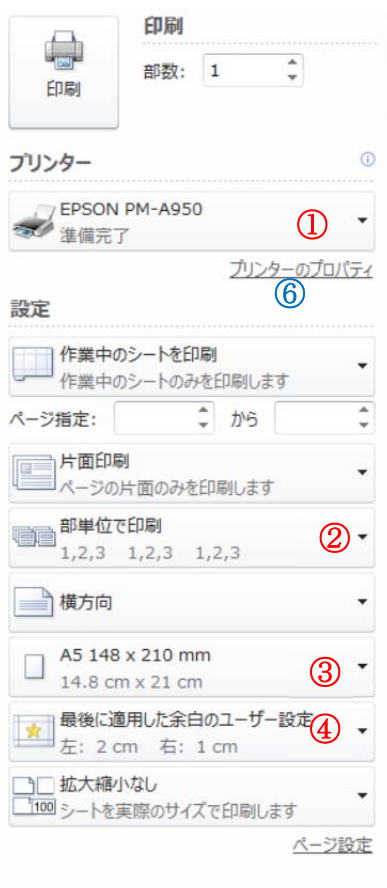 印刷
印刷
部数: 1
プリンター
EPSON PM-A950
準備完了
①
プリンターのプロパティ
⑥
設定
作業中のシートを印刷
作業中のシートのみを印刷します
ページ指定: から
片面印刷
ページの片面のみを印刷します
部単位で印刷
1,2,3 1,2,3 1,2,3
②
横方向
A5 148 x 210 mm
14.8 cm x 21 cm
③
最後に適用した余白のユーザー設定
左: 2 cm 右: 1 cm
④
拡大縮小なし
100
シートを実際のサイズで印刷します
ページ設定